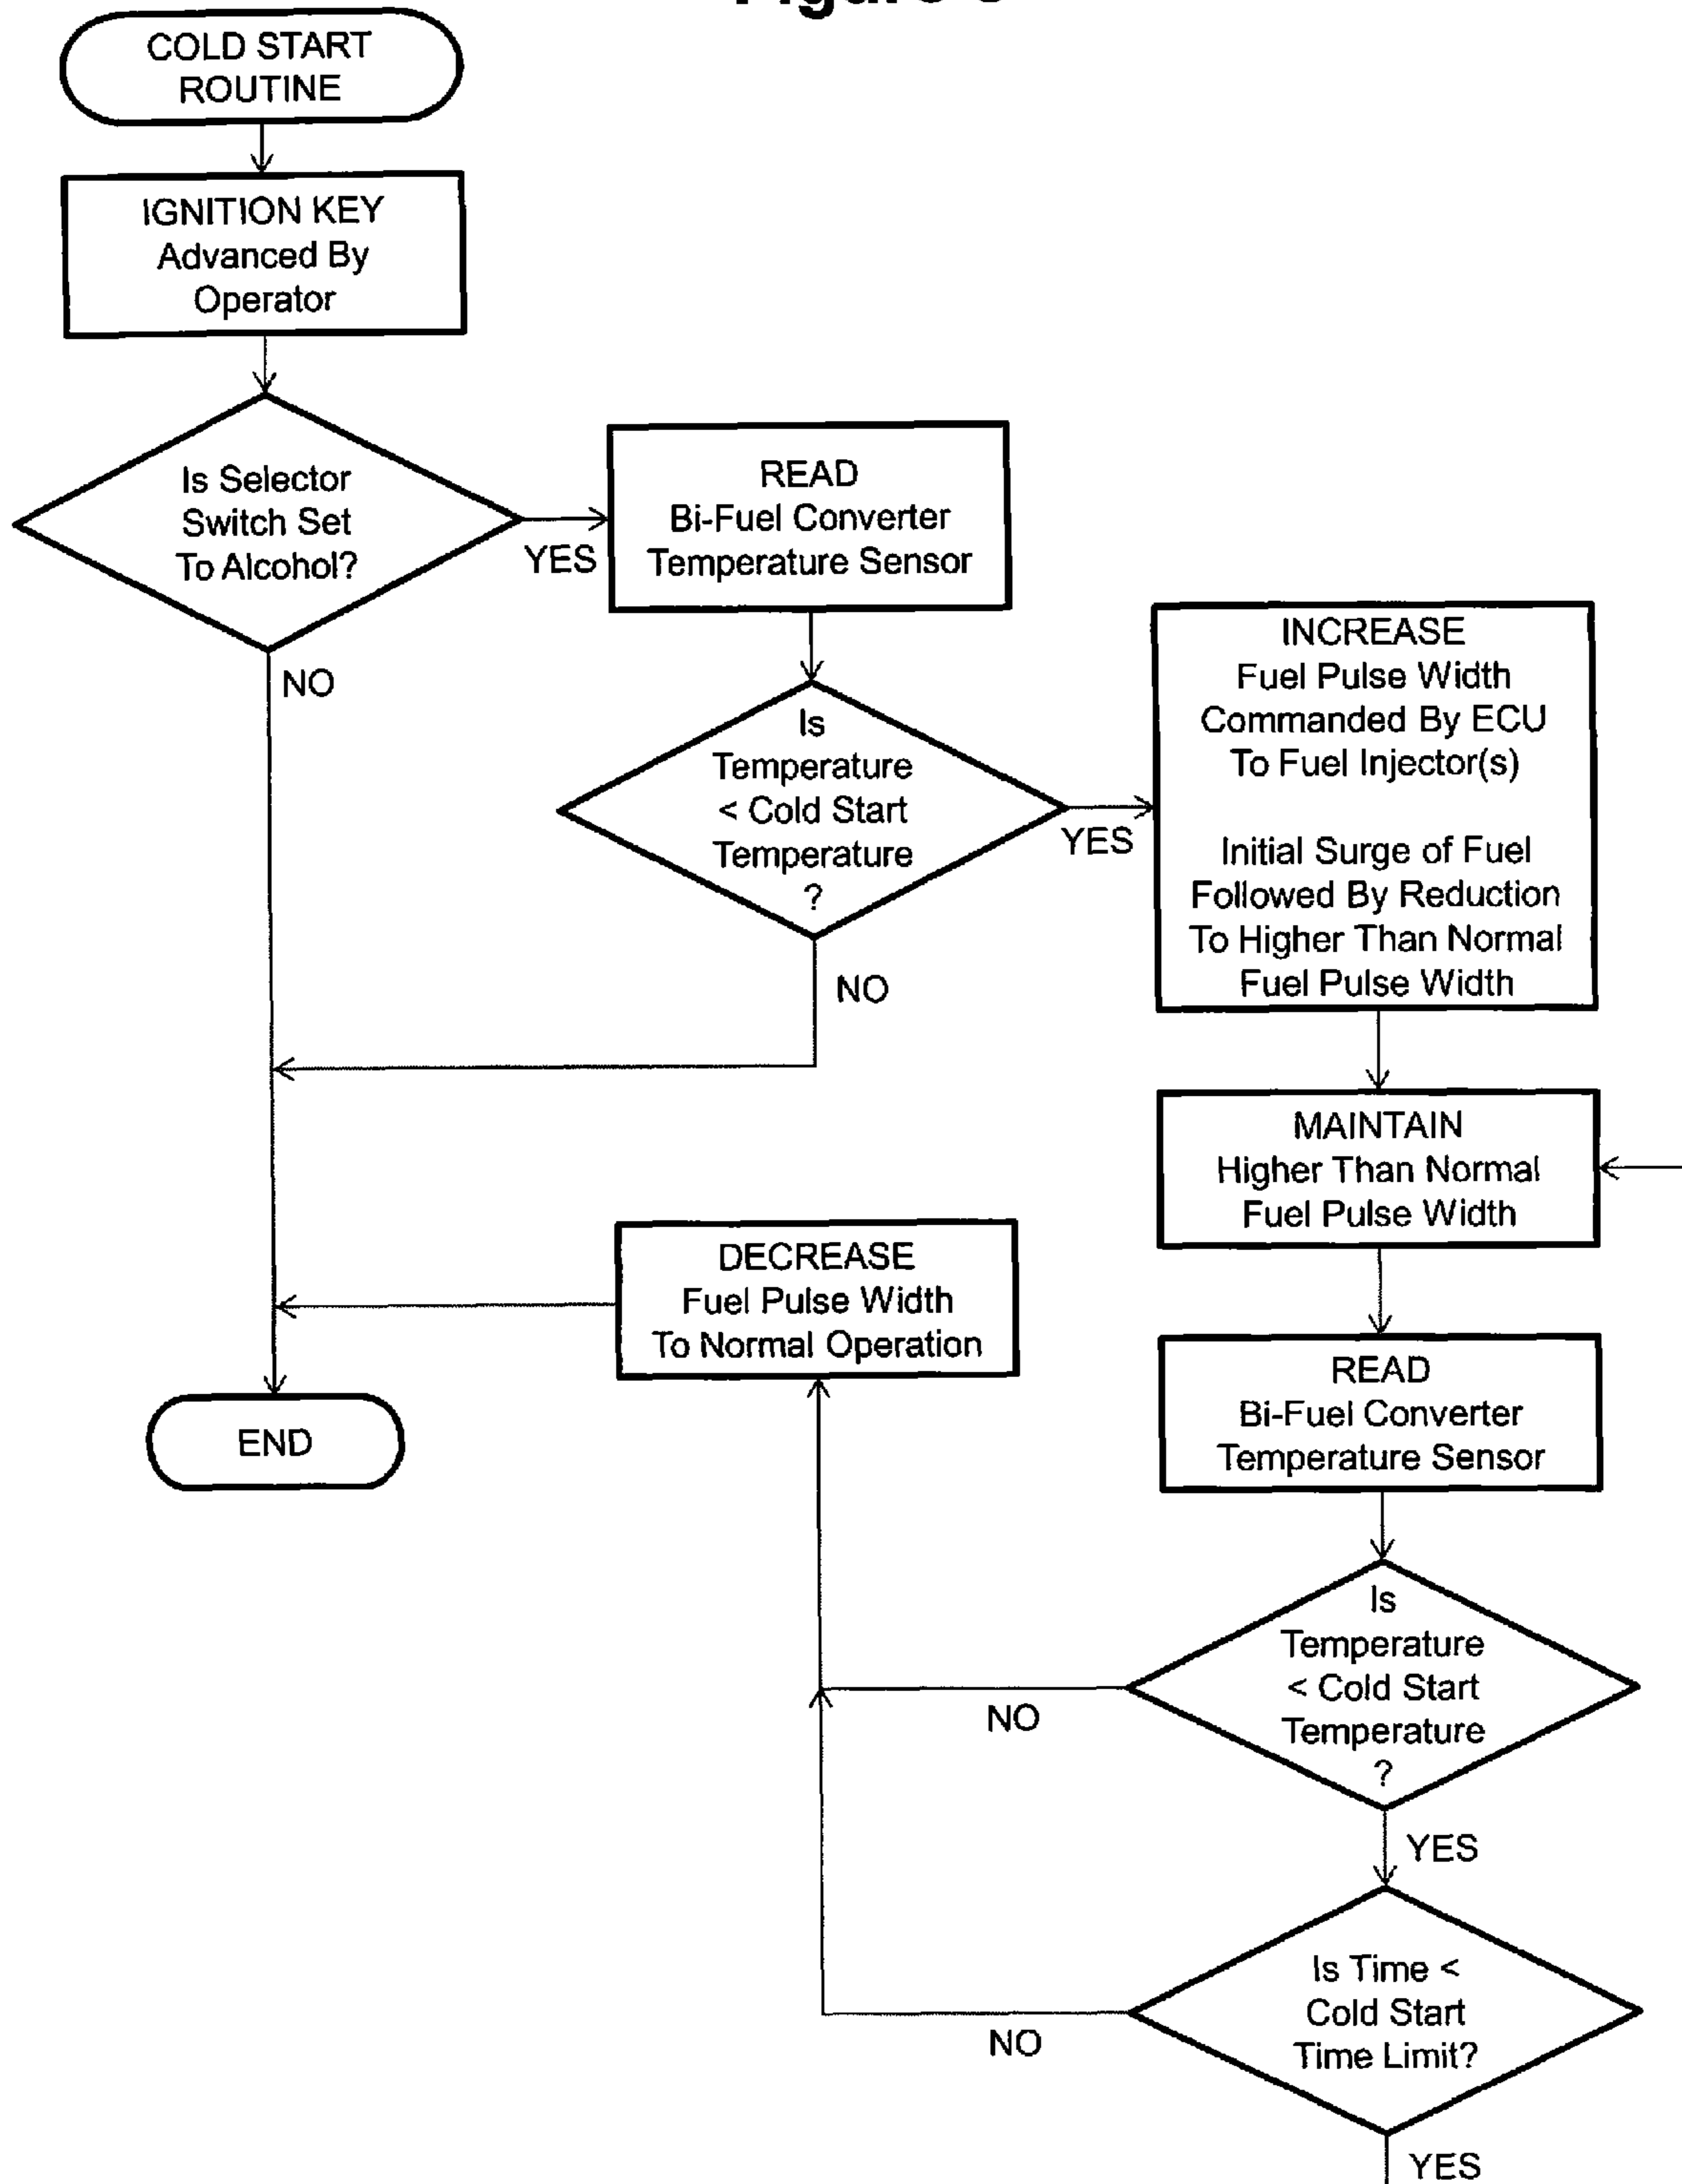 COLD START
ROUTINE
IGNITION KEY
Advanced By
Operator
Is Selector
Switch Set
To Alcohol?
YES
NO
READ
Bi-Fuel Converter
Temperature Sensor
Is
Temperature
< Cold Start
Temperature
?
YES
NO
INCREASE
Fuel Pulse Width
Commanded By ECU
To Fuel Injector(s)
Initial Surge of Fuel
Followed By Reduction
To Higher Than Normal
Fuel Pulse Width
MAINTAIN
Higher Than Normal
Fuel Pulse Width
DECREASE
Fuel Pulse Width
To Normal Operation
END
READ
Bi-Fuel Converter
Temperature Sensor
Is
Temperature
< Cold Start
Temperature
?
NO
YES
Is Time <
Cold Start
Time Limit?
NO
YES